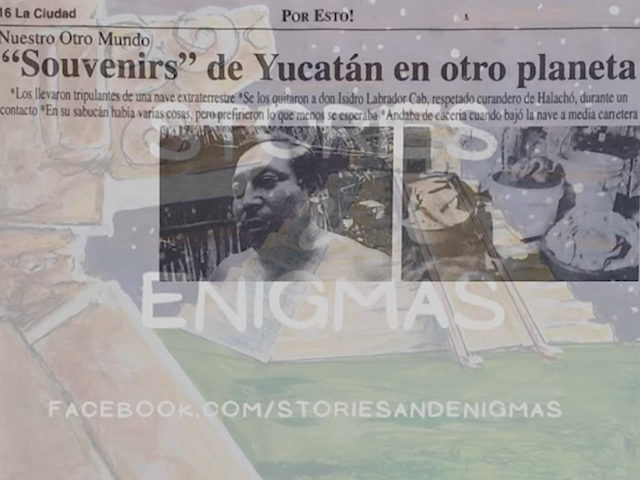 16 La Ciudad
POR ESTO!
Nuestro Otro Mundo
“Souvenirs” de Yucatán en otro planeta
*Los llevaron tripulantes de una nave extraterrestre *Se los quitaron a don Isidro Labrador Cab, respetado curandero de Halachó, durante un
contacto *En su sabucán había varias cosas, pero prefirieron lo que menos se esperaba *Andaba de cacería cuando bajó la nave a media carretera
STORIES
ENIGMAS
FACEBOOK.COM/STORIESANDENIGMAS